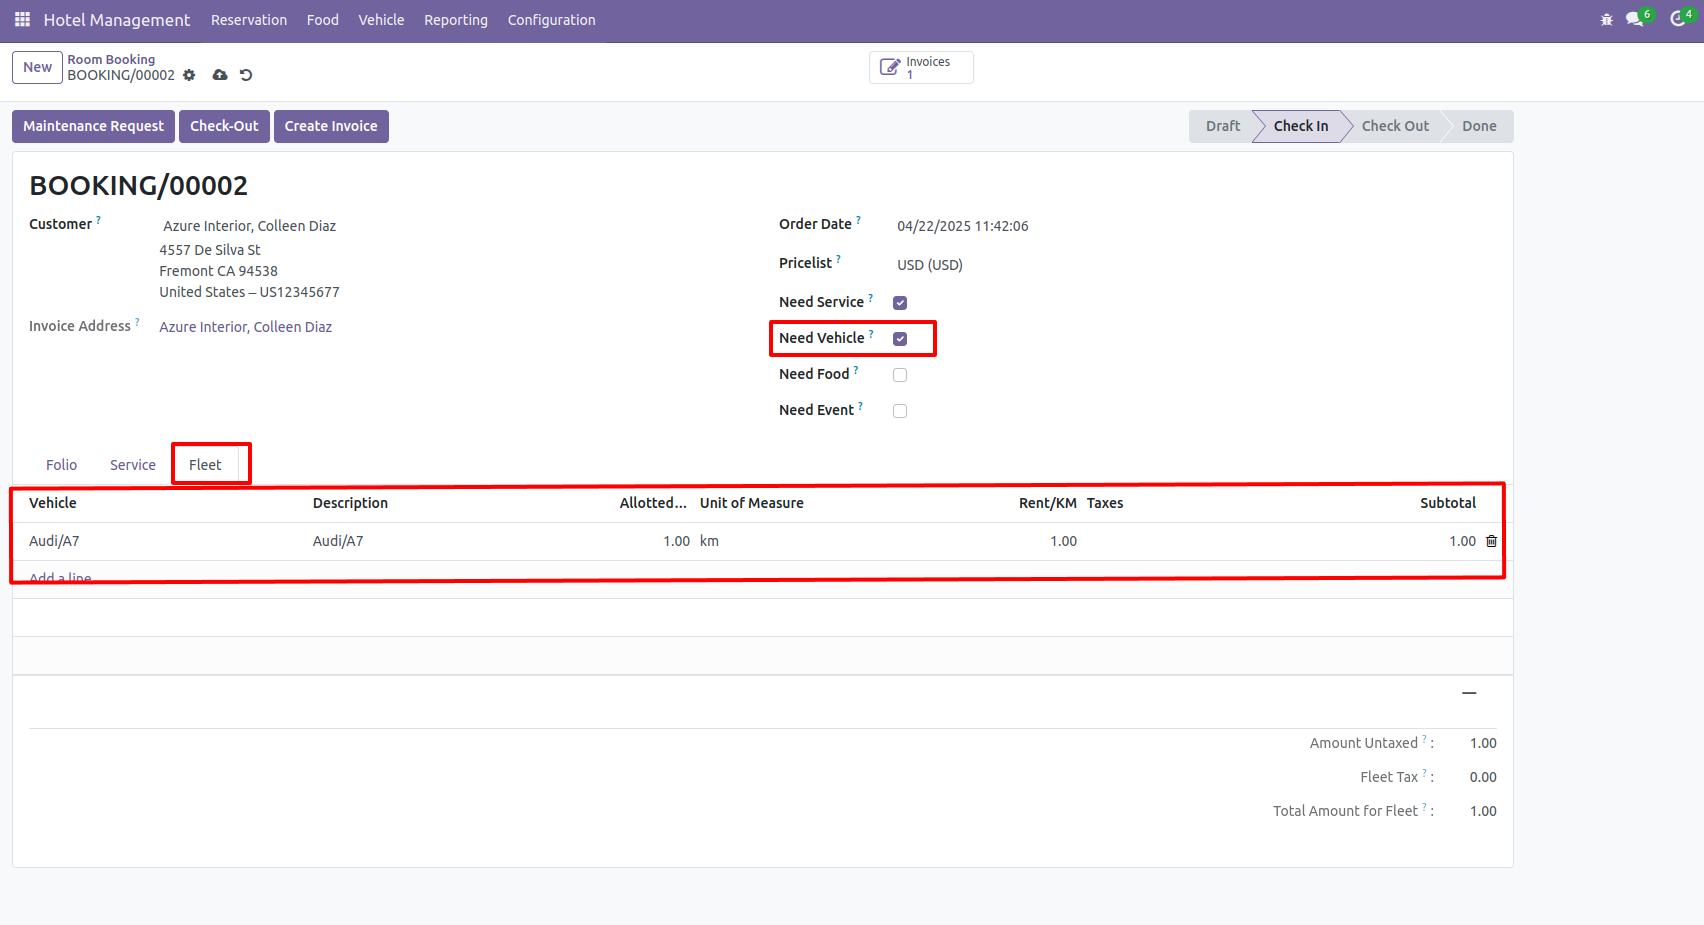 Hotel Management Reservation Food Vehicle Reporting Configuration 6 4
New Room Booking
BOOKING/00002
Invoices
1
Maintenance Request Check-Out Create Invoice Draft Check In Check Out Done
BOOKING/00002
Customer ? Azure Interior, Colleen Diaz
4557 De Silva St
Fremont CA 94538
United States – US12345677
Invoice Address ? Azure Interior, Colleen Diaz
Order Date ? 04/22/2025 11:42:06
Pricelist ? USD (USD)
Need Service ?
Need Vehicle ?
Need Food ?
Need Event ?
Folio Service Fleet
Vehicle Description Allotted... Unit of Measure Rent/KM Taxes Subtotal
Audi/A7 Audi/A7 1.00 km 1.00 1.00
Add a line
Amount Untaxed ? : 1.00
Fleet Tax ? : 0.00
Total Amount for Fleet ? : 1.00